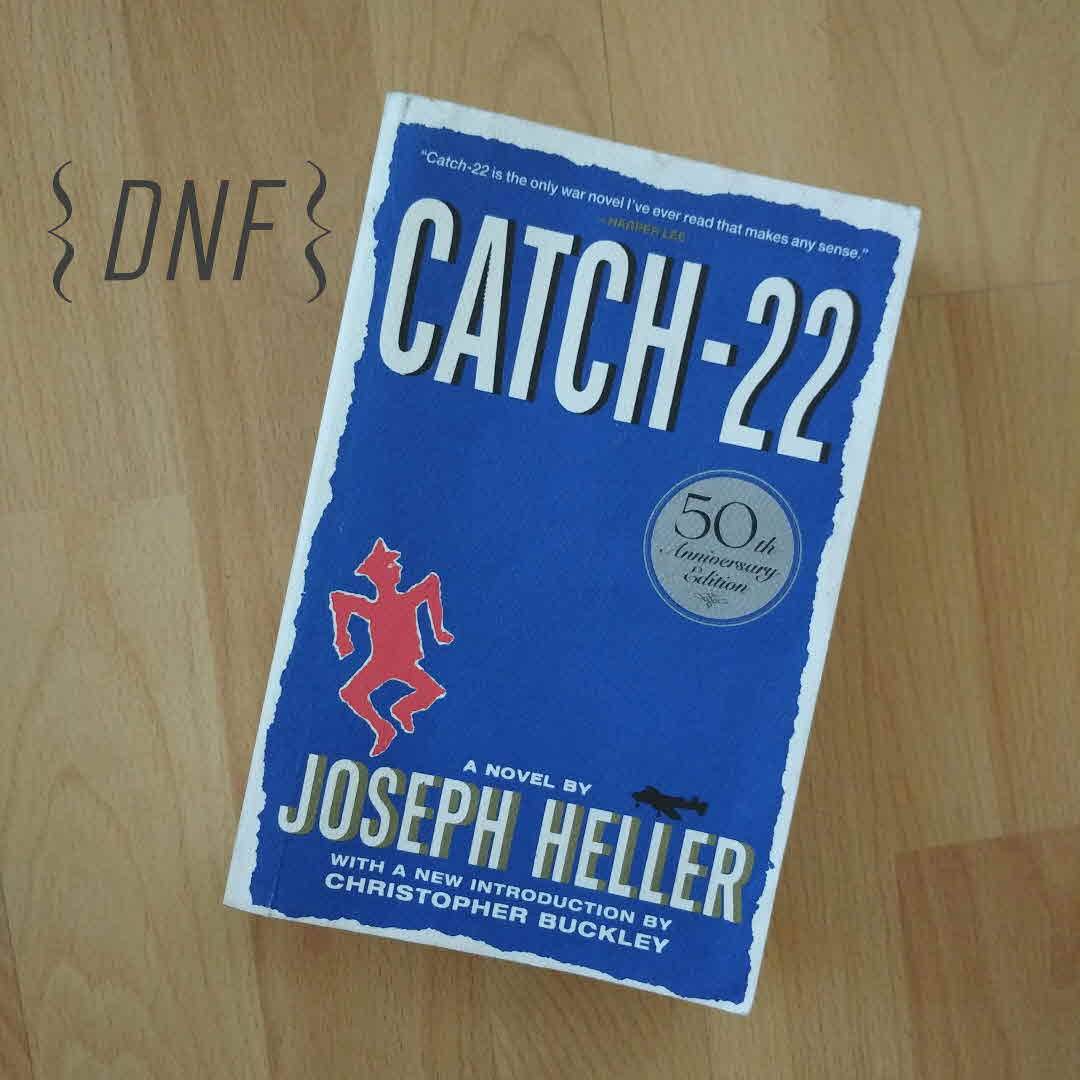 {DNF}
"Catch-22 is the only war novel I've ever read that makes any sense."
—HARPER LEE
CATCH-22
50th
Anniversary
Edition
A NOVEL BY
JOSEPH HELLER
WITH A NEW INTRODUCTION BY
CHRISTOPHER BUCKLEY